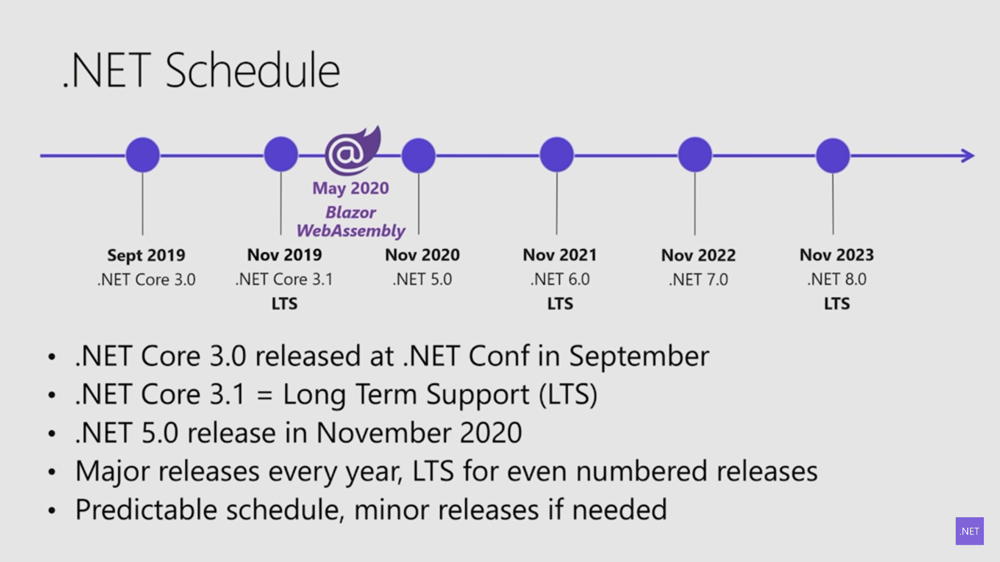 .NET Schedule
@
May 2020
Blazor
WebAssembly
Sept 2019
.NET Core 3.0
Nov 2019
.NET Core 3.1
LTS
Nov 2020
.NET 5.0
Nov 2021
.NET 6.0
LTS
Nov 2022
.NET 7.0
Nov 2023
.NET 8.0
LTS
• .NET Core 3.0 released at .NET Conf in September
• .NET Core 3.1 = Long Term Support (LTS)
• .NET 5.0 release in November 2020
• Major releases every year, LTS for even numbered releases
• Predictable schedule, minor releases if needed
.NET